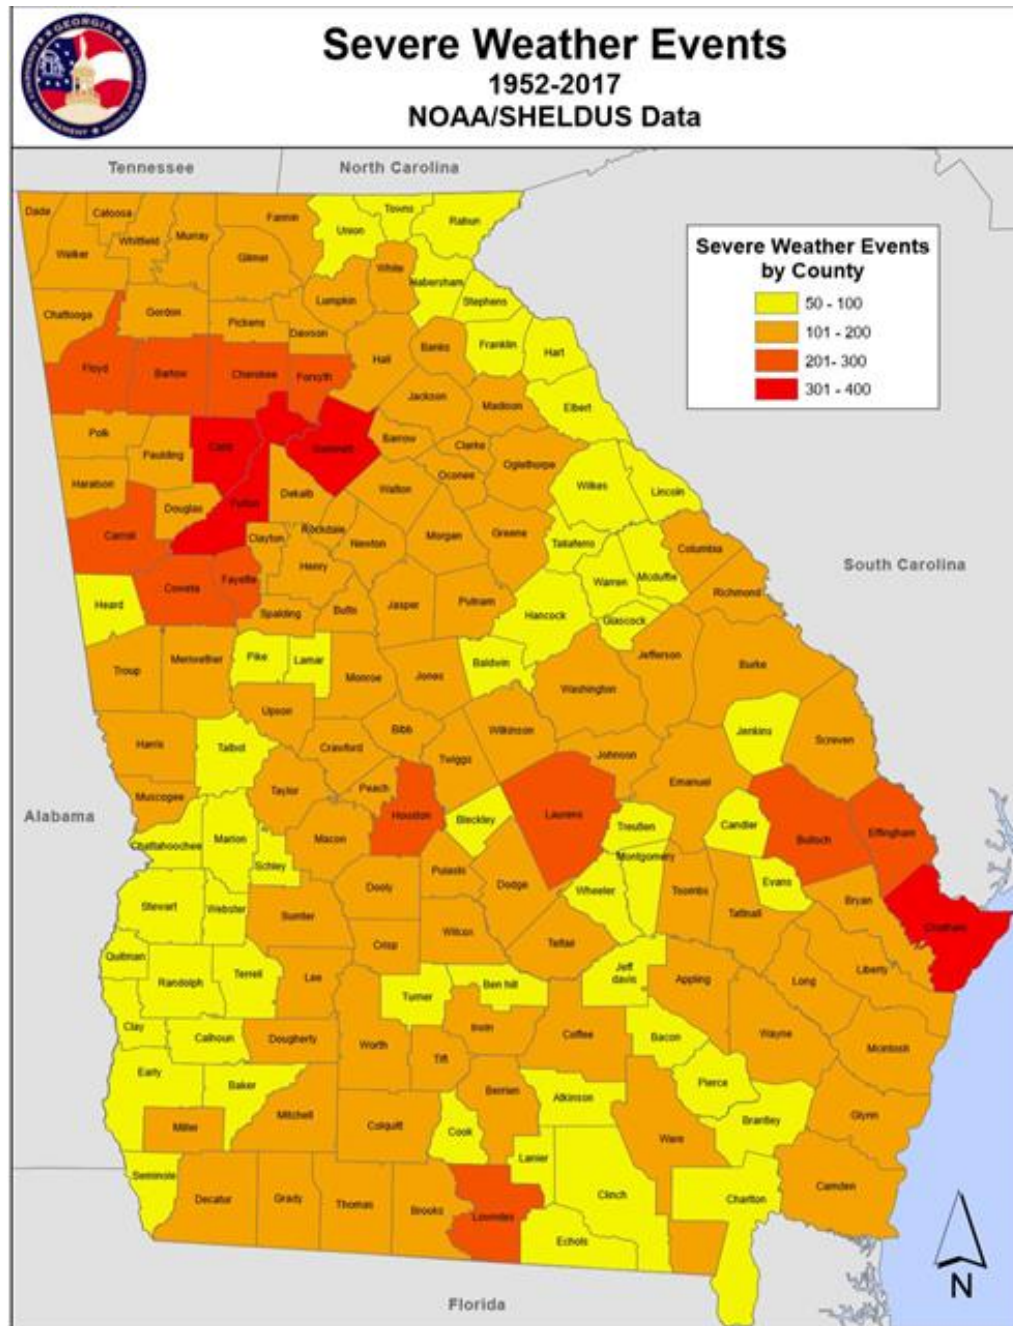 GEORGIA
Severe Weather Events
1952-2017
NOAA/SHELDUS Data
Tennessee
North Carolina
Severe Weather Events
by County
50 - 100
101 - 200
201- 300
301 - 400
Dade
Catoosa
Fannin
Towns
Rabun
Union
Walker
Whitfield
Murray
Gilmer
White
Habersham
Lumpkin
Stephens
Chattooga
Gordon
Pickens
Dawson
Franklin
Hart
Hall
Banks
Floyd
Bartow
Cherokee
Forsyth
Jackson
Madison
Elbert
Polk
Paulding
Cobb
Gwinnett
Barrow
Clarke
Oconee
Oglethorpe
Haralson
Douglas
Fulton
Dekalb
Walton
Wilkes
Lincoln
Carroll
Clayton
Rockdale
Newton
Morgan
Greene
Taliaferro
Columbia
South Carolina
Heard
Coweta
Fayette
Henry
Warren
Mcduffie
Richmond
Spalding
Butts
Jasper
Putnam
Hancock
Glascock
Troup
Meriwether
Pike
Lamar
Monroe
Jones
Baldwin
Jefferson
Burke
Washington
Upson
Bibb
Wilkinson
Jenkins
Screven
Harris
Talbot
Crawford
Twiggs
Johnson
Muscogee
Taylor
Peach
Emanuel
Alabama
Houston
Bleckley
Laurens
Treutlen
Candler
Bulloch
Effingham
Chattahoochee
Marion
Macon
Schley
Montgomery
Dooly
Pulaski
Dodge
Wheeler
Toombs
Evans
Tattnall
Bryan
Stewart
Webster
Sumter
Crisp
Wilcox
Telfair
Chatham
Quitman
Randolph
Terrell
Lee
Turner
Ben hill
Jeff
davis
Appling
Long
Liberty
Clay
Calhoun
Dougherty
Worth
Tift
Irwin
Coffee
Bacon
Wayne
Mcintosh
Early
Baker
Berrien
Atkinson
Pierce
Miller
Mitchell
Colquitt
Cook
Brantley
Glynn
Ware
Seminole
Lanier
Clinch
Charlton
Camden
Decatur
Grady
Thomas
Brooks
Lowndes
Echols
Florida
N